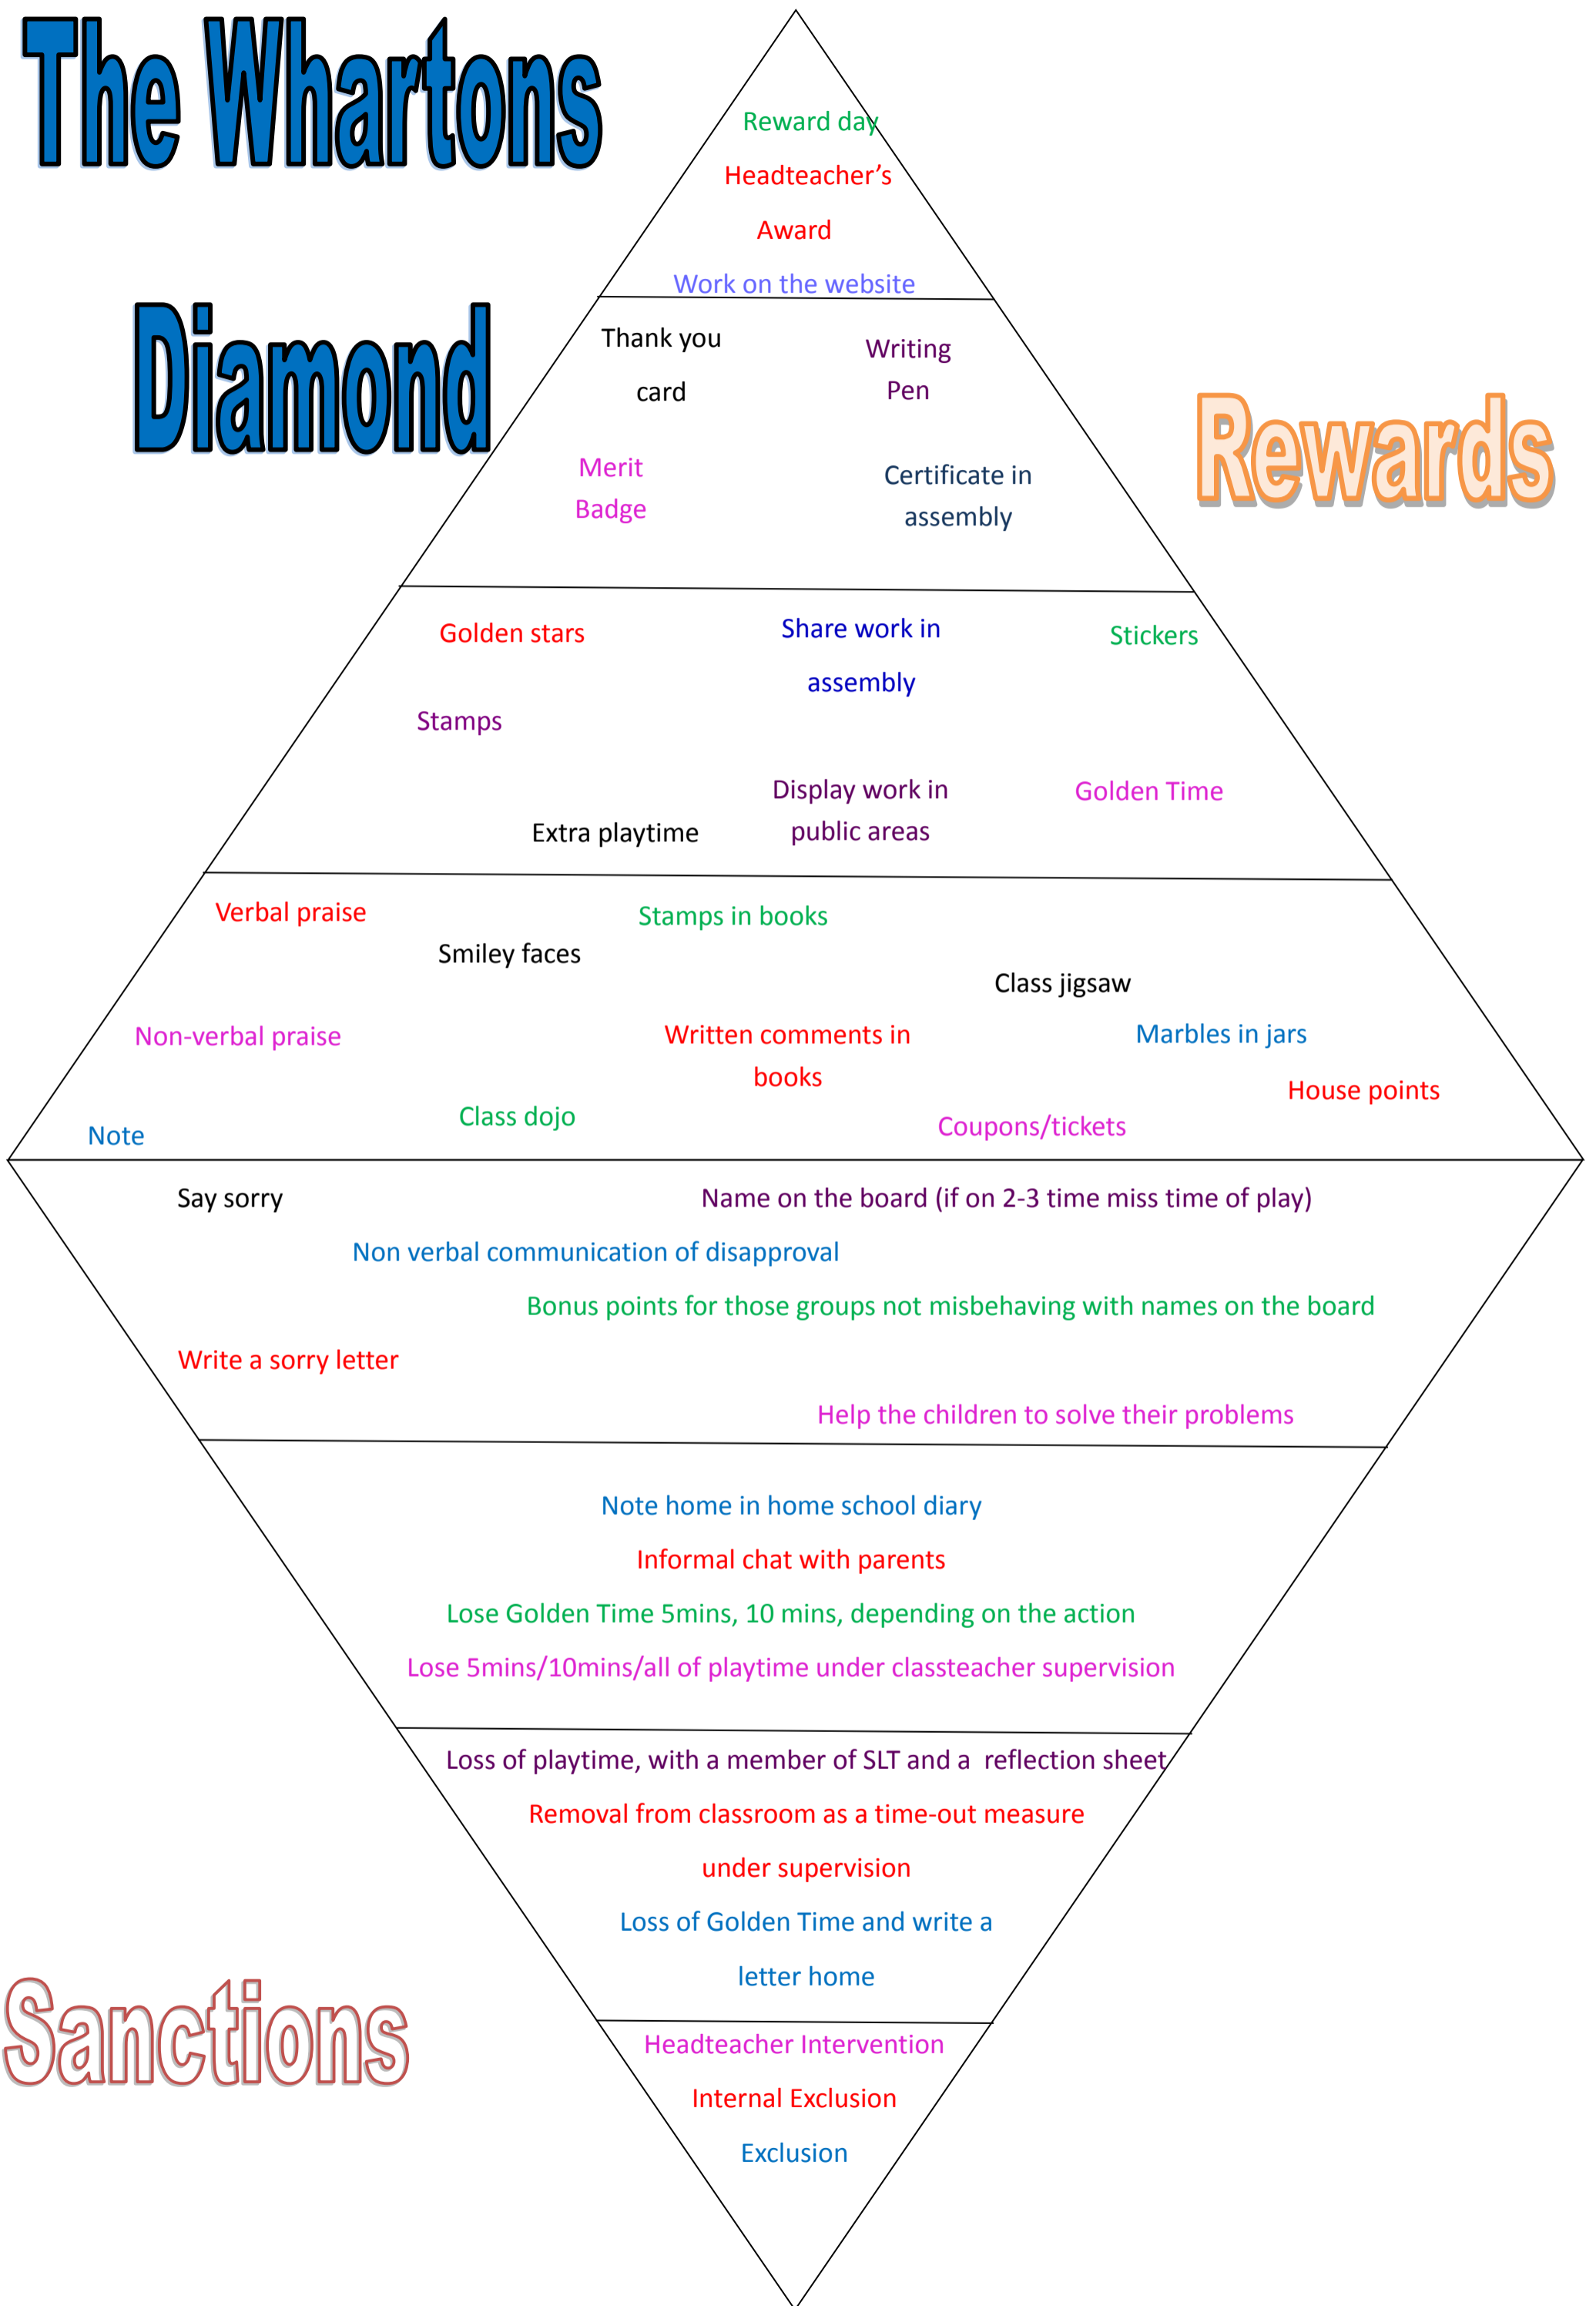 The Whartons
Diamond
Rewards
Reward day
Headteacher’s
Award
Work on the website
Thank you
card
Writing
Pen
Merit
Badge
Certificate in
assembly
Golden stars
Share work in
assembly
Stickers
Stamps
Display work in
public areas
Golden Time
Extra playtime
Verbal praise
Stamps in books
Smiley faces
Class jigsaw
Non-verbal praise
Written comments in
books
Marbles in jars
House points
Class dojo
Coupons/tickets
Note
Say sorry
Name on the board (if on 2-3 time miss time of play)
Non verbal communication of disapproval
Bonus points for those groups not misbehaving with names on the board
Write a sorry letter
Help the children to solve their problems
Note home in home school diary
Informal chat with parents
Lose Golden Time 5mins, 10 mins, depending on the action
Lose 5mins/10mins/all of playtime under classteacher supervision
Loss of playtime, with a member of SLT and a  reflection sheet
Removal from classroom as a time-out measure
under supervision
Loss of Golden Time and write a
letter home
Sanctions
Headteacher Intervention
Internal Exclusion
Exclusion